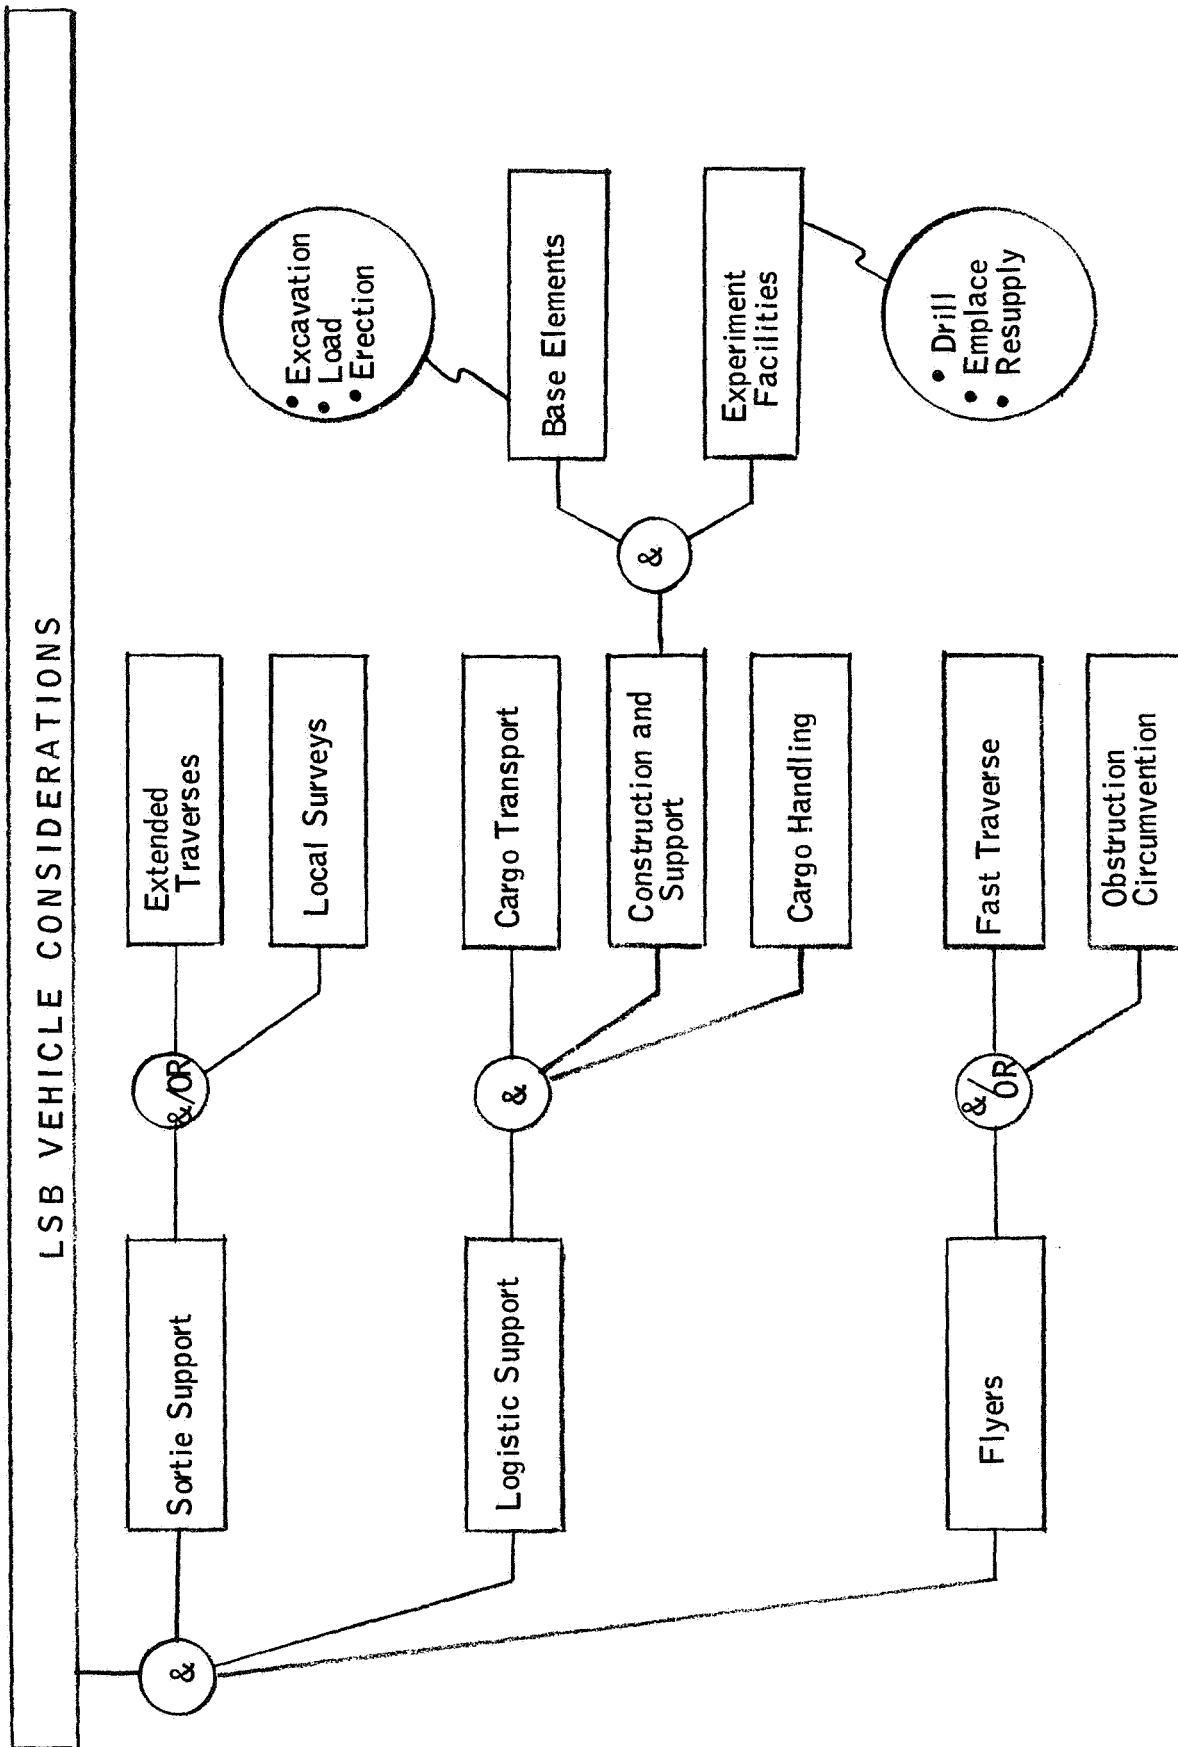 LSB VEHICLE CONSIDERATIONS
&
Sortie Support
&/OR
Extended
Traverses
Local Surveys
Logistic Support
&
Cargo Transport
Construction and
Support
&
Base Elements
• Excavation
• Load
• Erection
Experiment
Facilities
• Drill
• Emplace
• Resupply
Cargo Handling
Flyers
&/
OR
Fast Traverse
Obstruction
Circumvention